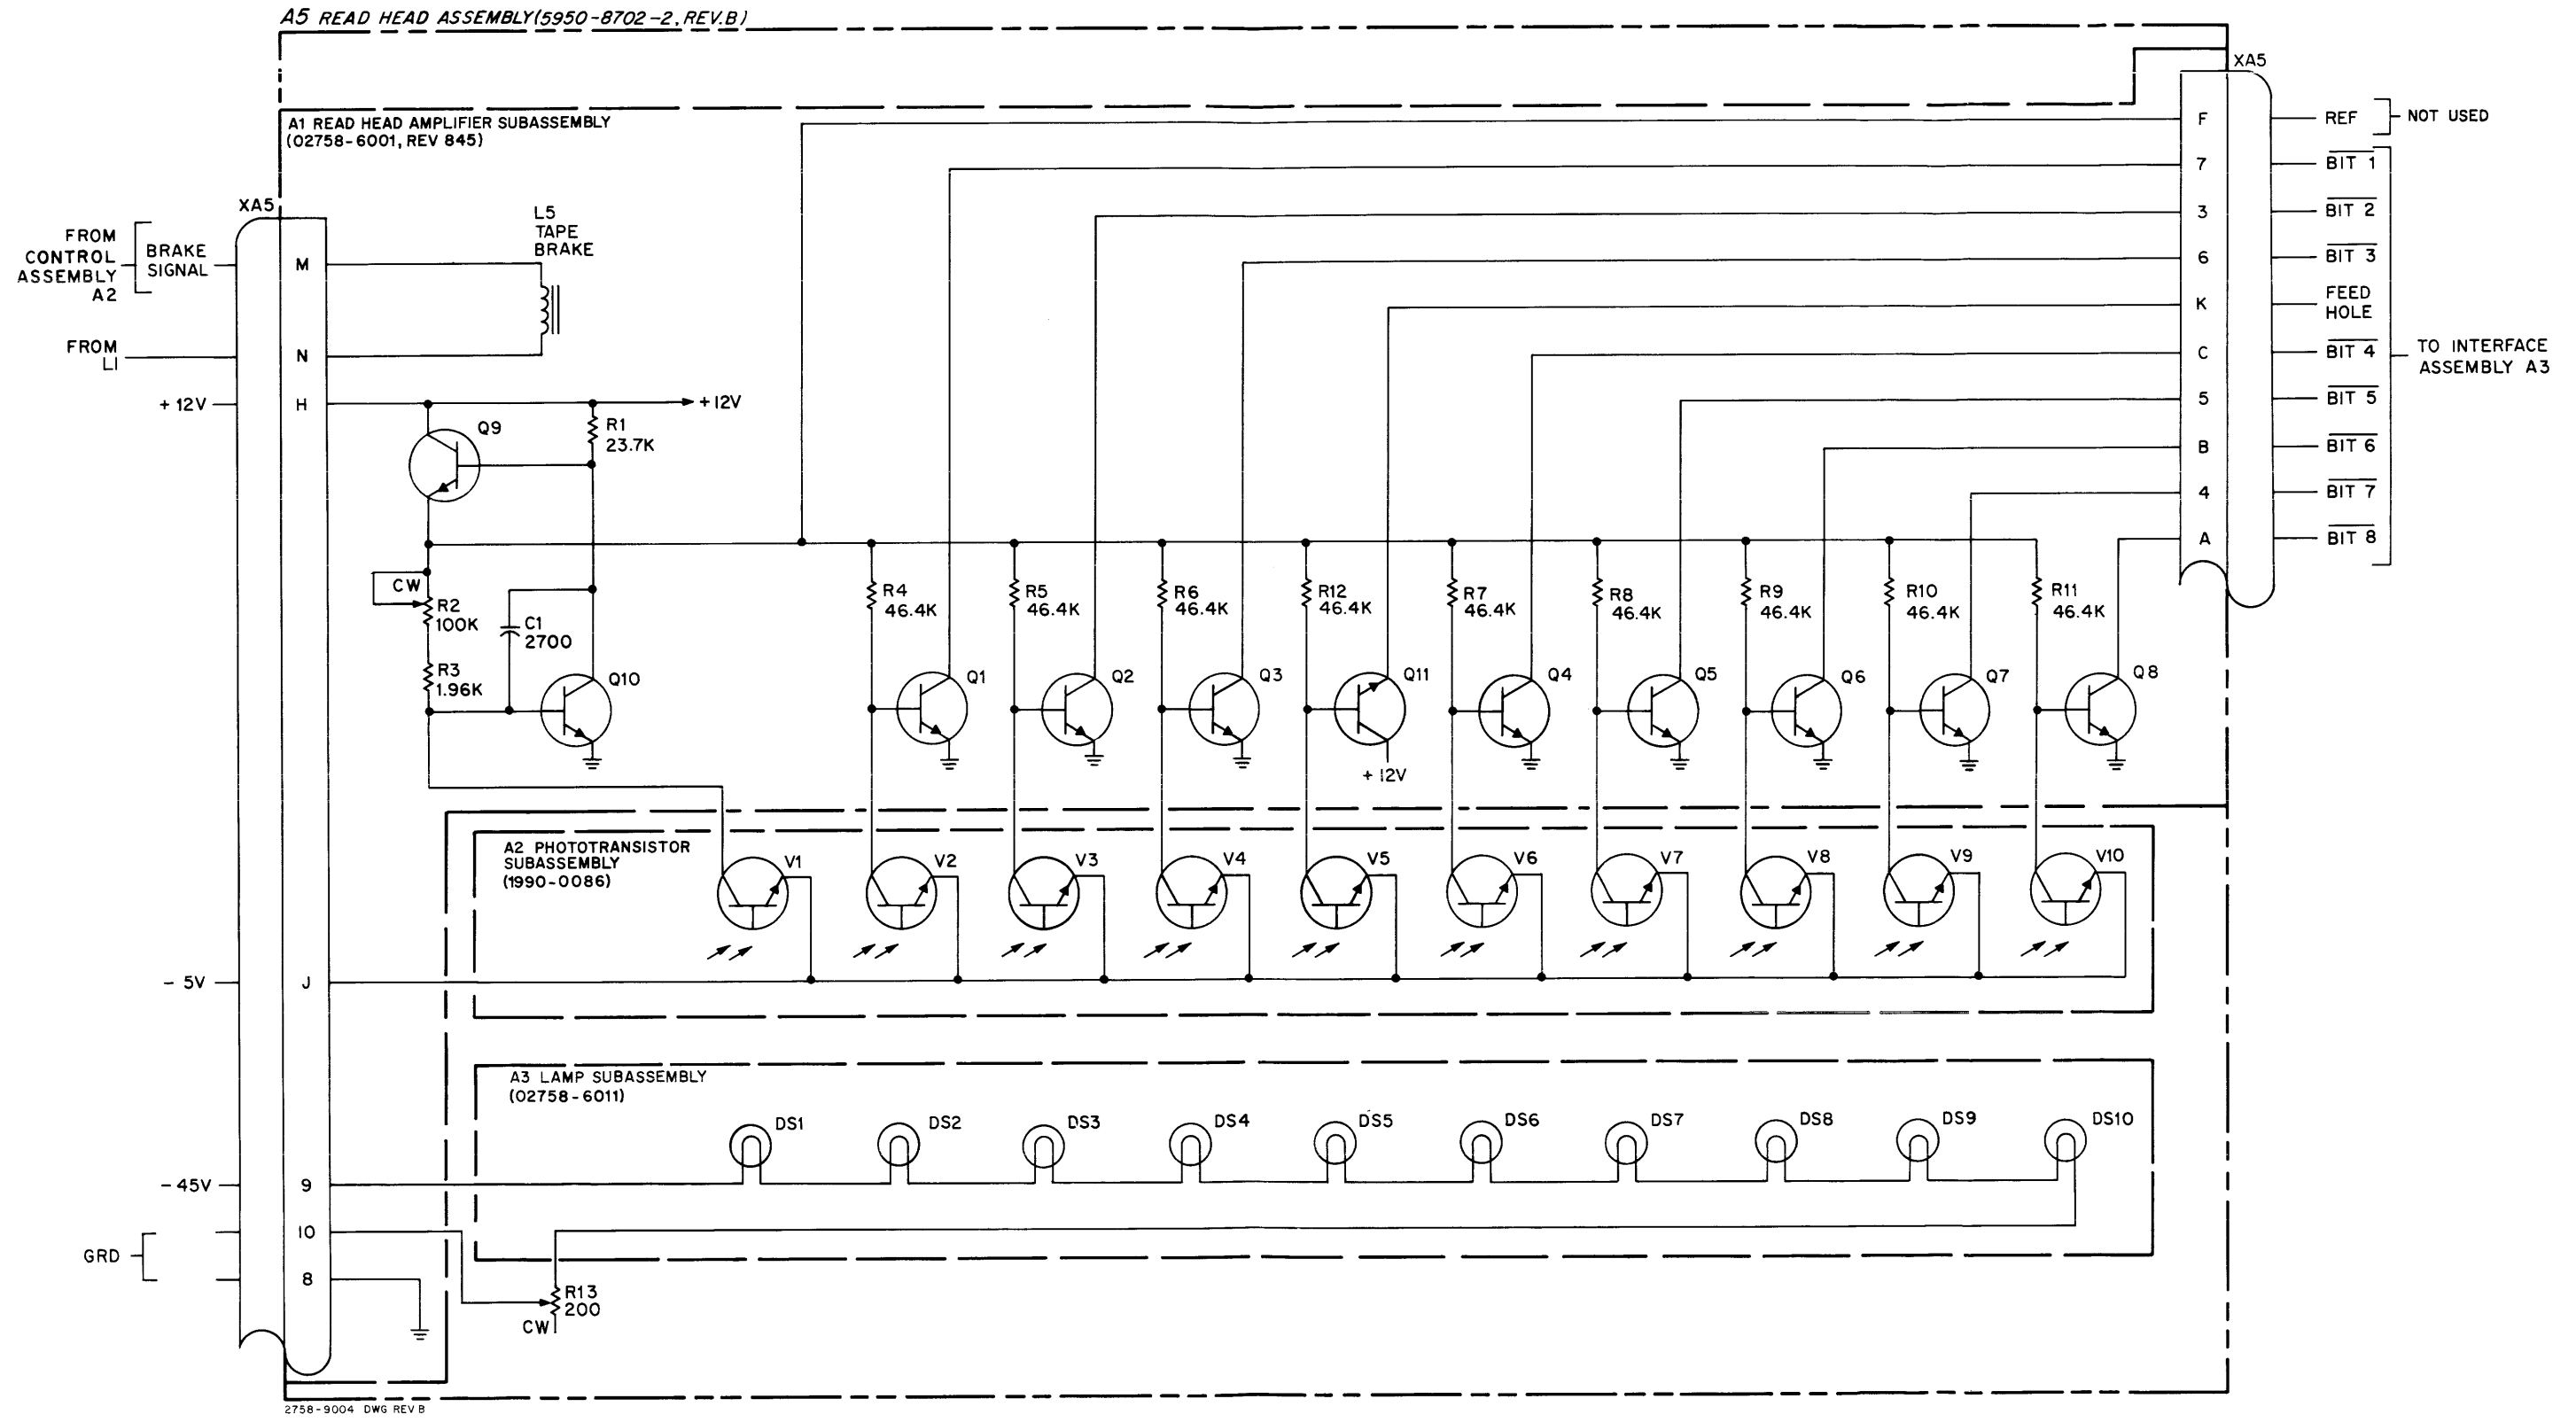 A5 READ HEAD ASSEMBLY(5950-8702-2, REV.B)
A1 READ HEAD AMPLIFIER SUBASSEMBLY
(02758-6001, REV 845)
XA5
FROM
CONTROL
ASSEMBLY
A2
BRAKE
SIGNAL
M
L5
TAPE
BRAKE
FROM
L1
N
+12V
H
+12V
Q9
R1
23.7K
CW
R2
100K
C1
2700
R3
1.96K
Q10
R4
46.4K
R5
46.4K
R6
46.4K
R12
46.4K
R7
46.4K
R8
46.4K
R9
46.4K
R10
46.4K
R11
46.4K
Q1
Q2
Q3
Q11
+12V
Q4
Q5
Q6
Q7
Q8
XA5
F
REF
NOT USED
7
BIT 1
3
BIT 2
6
BIT 3
K
FEED
HOLE
C
BIT 4
5
BIT 5
B
BIT 6
4
BIT 7
A
BIT 8
TO INTERFACE
ASSEMBLY A3
A2 PHOTOTRANSISTOR
SUBASSEMBLY
(1990-0086)
V1
V2
V3
V4
V5
V6
V7
V8
V9
V10
- 5V
J
A3 LAMP SUBASSEMBLY
(02758-6011)
DS1
DS2
DS3
DS4
DS5
DS6
DS7
DS8
DS9
DS10
- 45V
9
10
GRD
8
R13
200
CW
2758-9004 DWG REV B